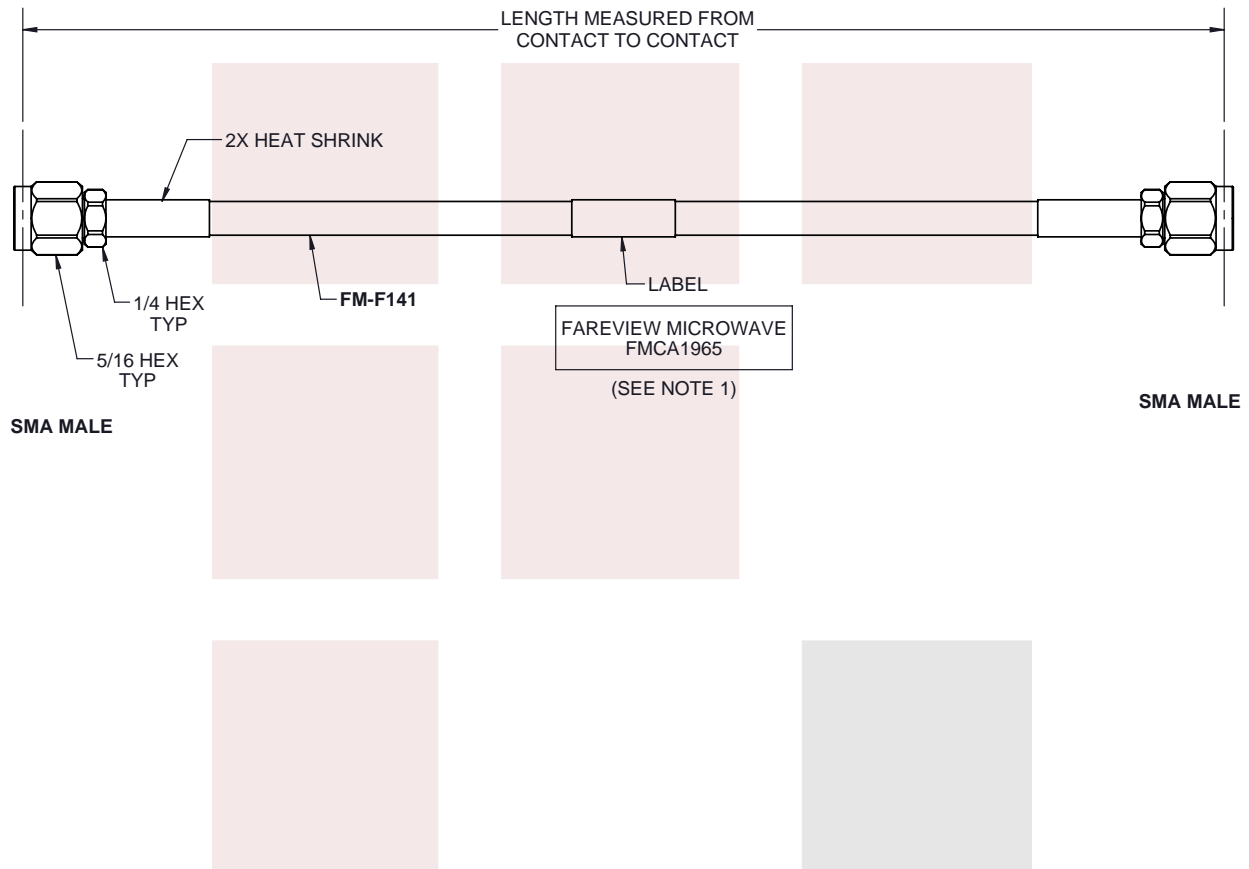 LENGTH MEASURED FROM
CONTACT TO CONTACT
2X HEAT SHRINK
1/4 HEX
TYP
FM-F141
LABEL
5/16 HEX
TYP
FAREVIEW MICROWAVE
FMCA1965
(SEE NOTE 1)
SMA MALE
SMA MALE